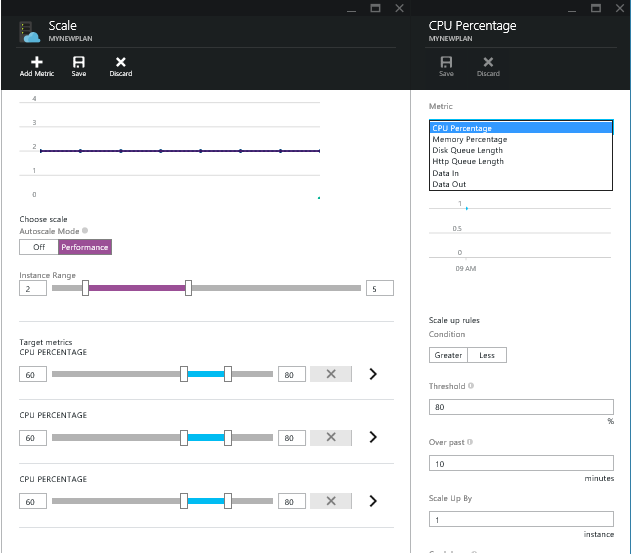 Scale
MYNEWPLAN
Add Metric
Save
Discard
4
3
2
1
0
Choose scale
Autoscale Mode
Off
Performance
Instance Range
2
5
Target metrics
CPU PERCENTAGE
60
80
CPU PERCENTAGE
60
80
CPU PERCENTAGE
60
80
CPU Percentage
MYNEWPLAN
Save
Discard
Metric
CPU Percentage
Memory Percentage
Disk Queue Length
Http Queue Length
Data In
Data Out
1
0.5
0
09 AM
Scale up rules
Condition
Greater
Less
Threshold
80
%
Over past
10
minutes
Scale Up By
1
instance